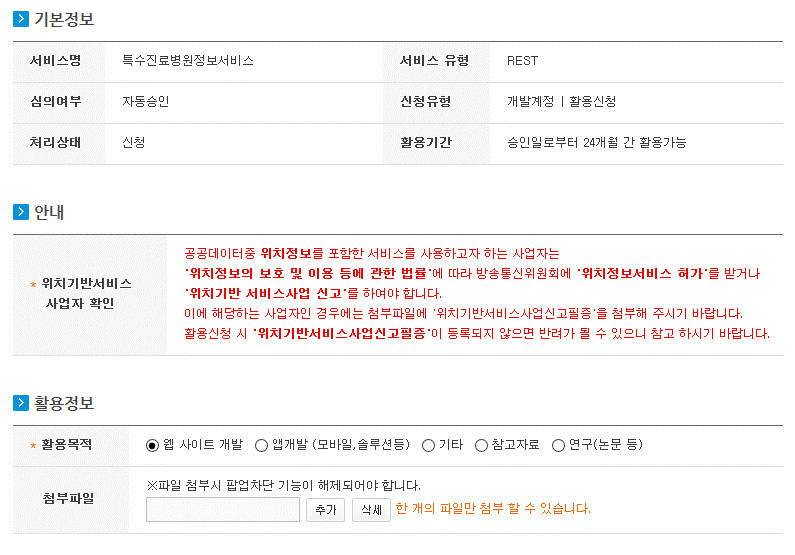 기본정보
서비스명 특수진료병원정보서비스 서비스 유형 REST
심의여부 자동승인 신청유형 개발계정 | 활용신청
처리상태 신청 활용기간 승인일로부터 24개월 간 활용가능
안내
* 위치기반서비스
사업자 확인
공공데이터중 위치정보를 포함한 서비스를 사용하고자 하는 사업자는
'위치정보의 보호 및 이용 등에 관한 법률'에 따라 방송통신위원회에 '위치정보서비스 허가'를 받거나
'위치기반 서비스사업 신고'를 하여야 합니다.
이에 해당하는 사업자인 경우에는 첨부파일에 '위치기반서비스사업신고필증'을 첨부해 주시기 바랍니다.
활용신청 시 '위치기반서비스사업신고필증'이 등록되지 않으면 반려가 될 수 있으니 참고 하시기 바랍니다.
활용정보
* 활용목적 웹 사이트 개발 앱개발 (모바일,솔루션등) 기타 참고자료 연구(논문 등)
첨부파일
※파일 첨부시 팝업차단 기능이 해제되어야 합니다.
추가 삭제 한 개의 파일만 첨부 할 수 있습니다.